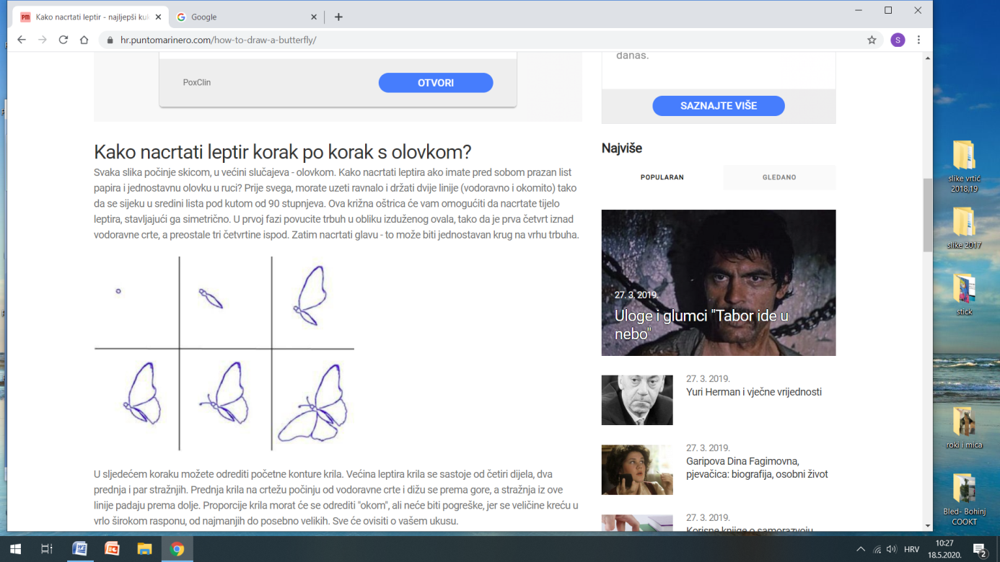 Kako nacrtati leptir - najljepši kuk
Google
hr.puntomarinero.com/how-to-draw-a-butterfly/
S
danas.
PoxClin
OTVORI
SAZNAJTE VIŠE
Kako nacrtati leptir korak po korak s olovkom?
Svaka slika počinje skicom, u većini slučajeva - olovkom. Kako nacrtati leptira ako imate pred sobom prazan list
papira i jednostavnu olovku u ruci? Prije svega, morate uzeti ravnalo i držati dvije linije (vodoravno i okomito) tako
da se sijeku u sredini lista pod kutom od 90 stupnjeva. Ova križna oštrica će vam omogućiti da nacrtate tijelo
leptira, stavljajući ga simetrično. U prvoj fazi povucite trbuh u obliku izduženog ovala, tako da je prva četvrt iznad
vodoravne crte, a preostale tri četvrtine ispod. Zatim nacrtati glavu - to može biti jednostavan krug na vrhu trbuha.
U sljedećem koraku možete odrediti početne konture krila. Većina leptira krila se sastoje od četiri dijela, dva
prednja i par stražnjih. Prednja krila na crtežu počinju od vodoravne crte i dižu se prema gore, a stražnja iz ove
linije padaju prema dolje. Proporcije krila morat će se odrediti "okom", ali neće biti pogreške, jer se veličine kreću u
vrlo širokom rasponu, od najmanjih do posebno velikih. Sve će ovisiti o vašem ukusu.
Najviše
POPULARAN
GLEDANO
27. 3. 2019.
Uloge i glumci "Tabor ide u
nebo"
27. 3. 2019.
Yuri Herman i vječne vrijednosti
27. 3. 2019.
Garipova Dina Fagimovna,
pjevačica: biografija, osobni život
27. 3. 2019.
Korisne knjige o samorazvoju
slike vrtić
2018,19
slike 2017
stick
roki i mica
Bled- Bohinj
COOKT
HRV
10:27
18.5.2020.
2